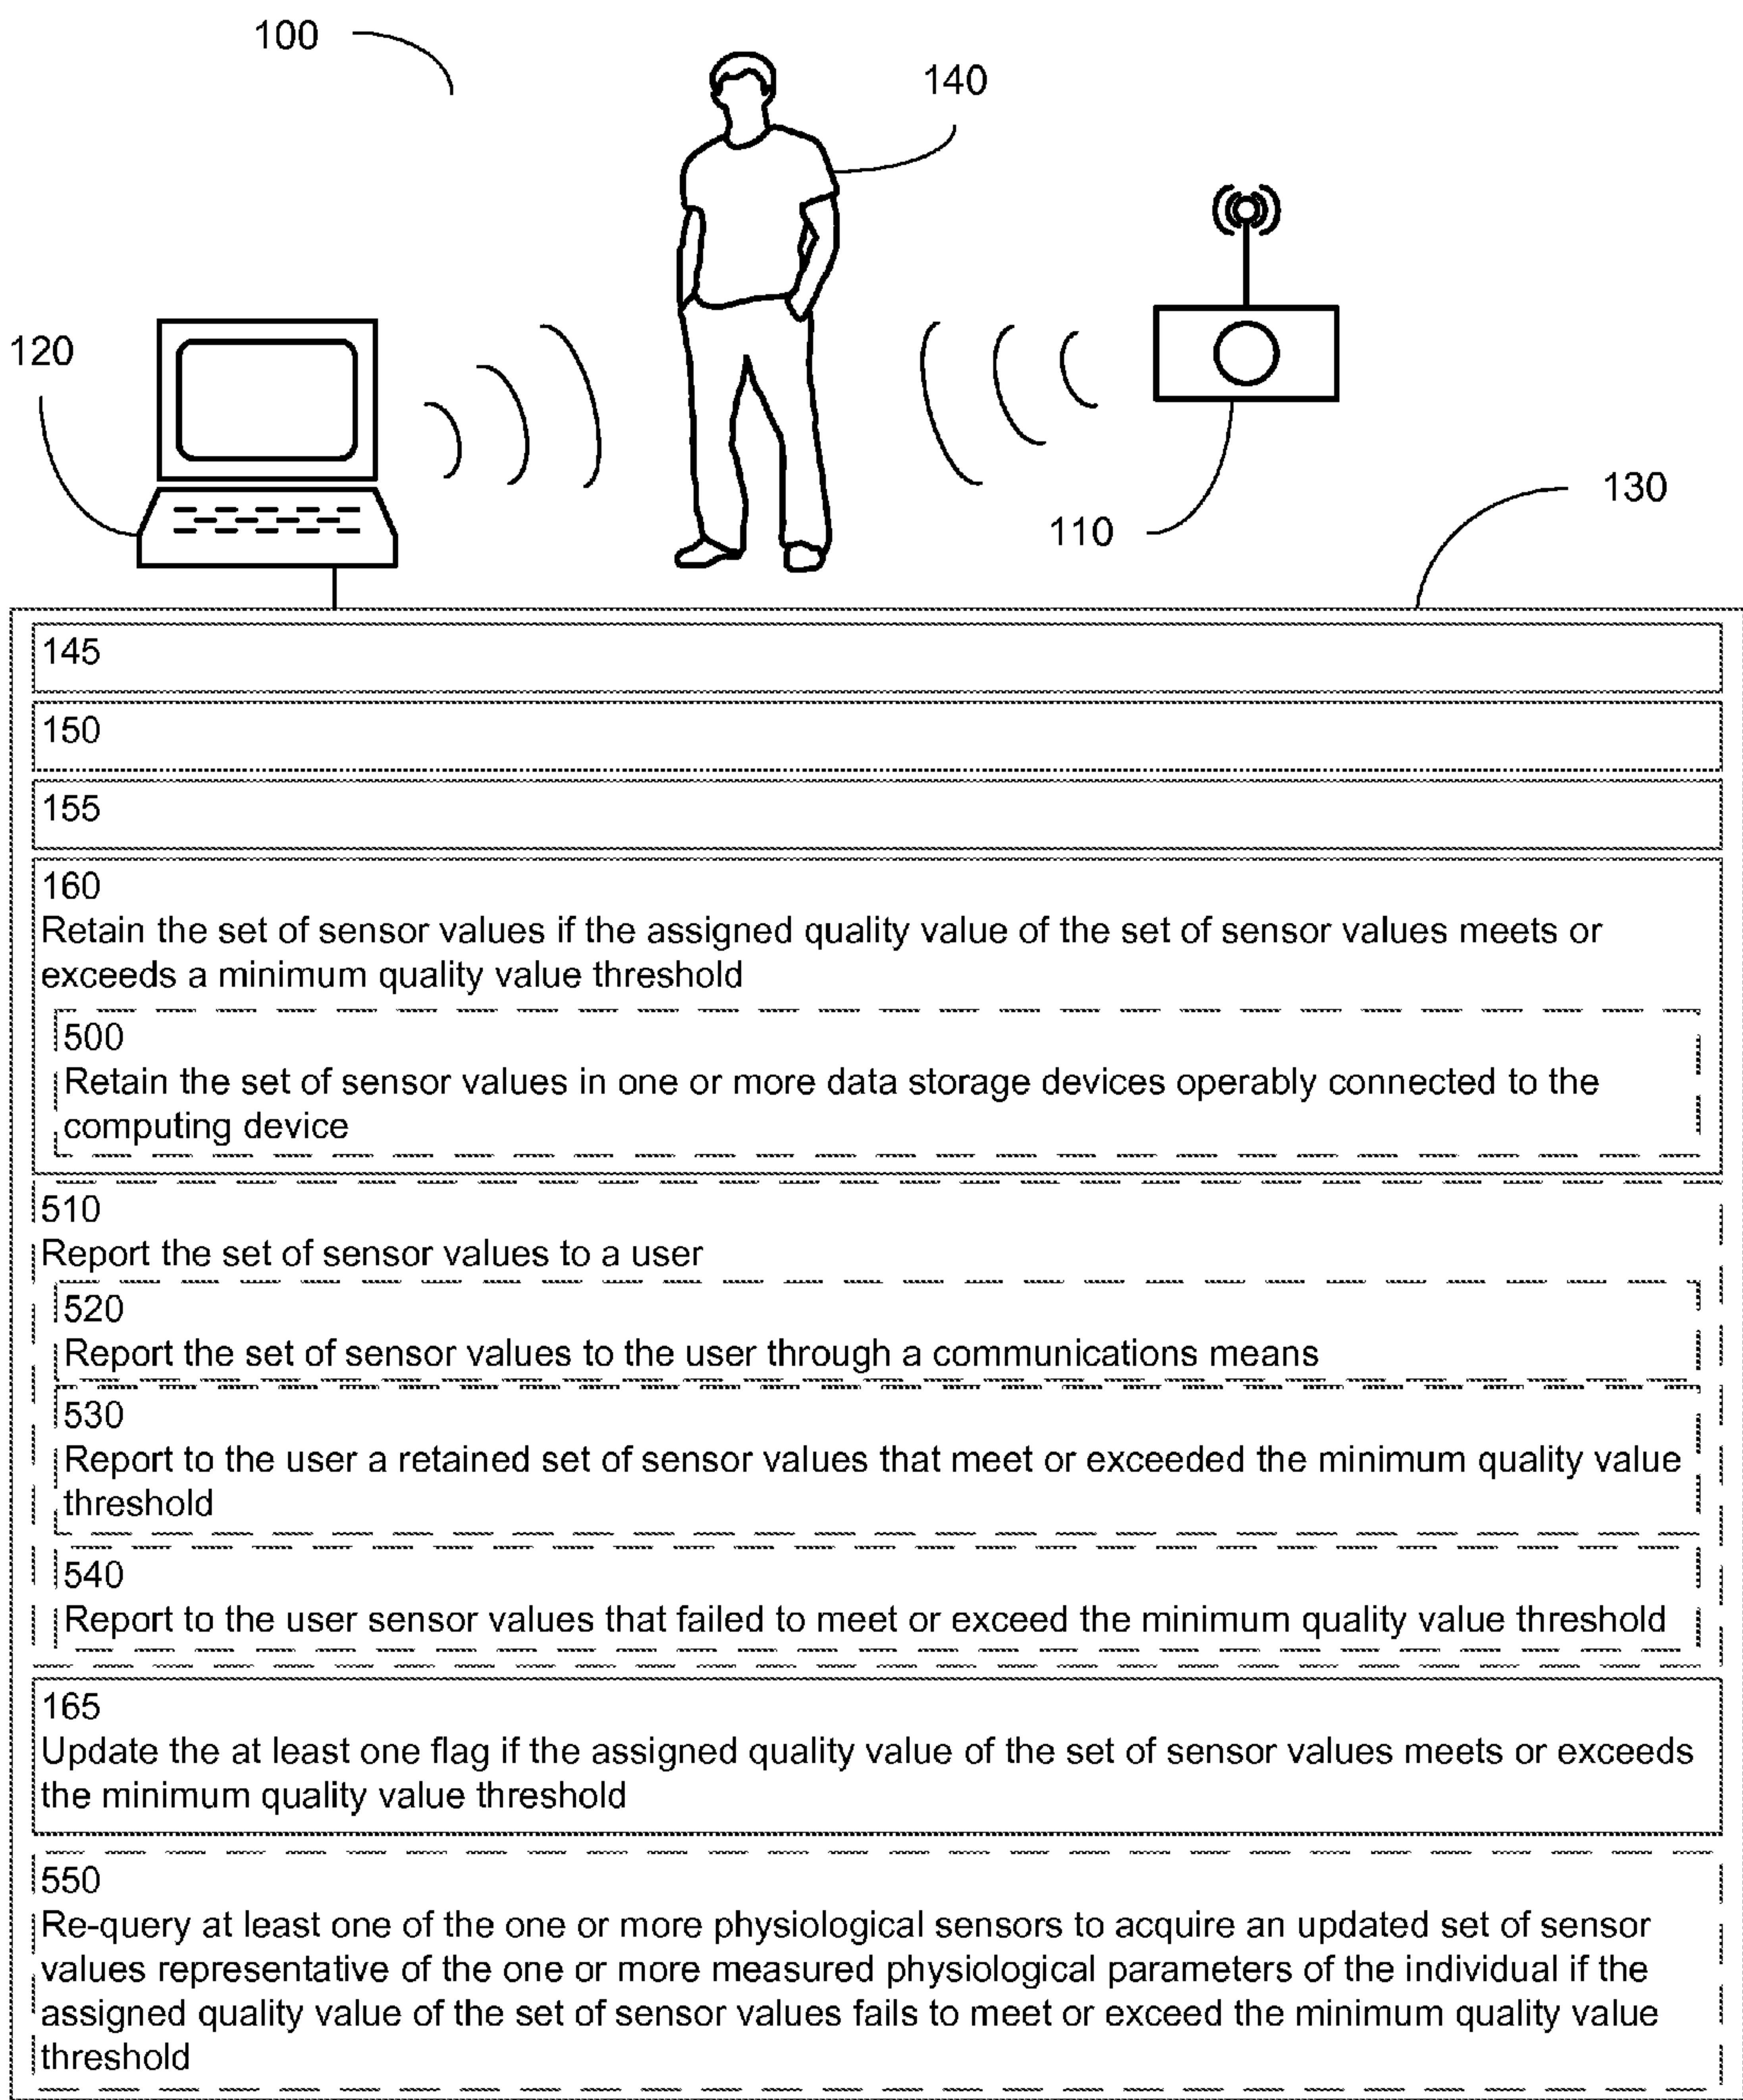 100
140
120
110
130
145
150
155
160
Retain the set of sensor values if the assigned quality value of the set of sensor values meets or
exceeds a minimum quality value threshold
500
Retain the set of sensor values in one or more data storage devices operably connected to the
computing device
510
Report the set of sensor values to a user
520
Report the set of sensor values to the user through a communications means
530
Report to the user a retained set of sensor values that meet or exceeded the minimum quality value
threshold
540
Report to the user sensor values that failed to meet or exceed the minimum quality value threshold
165
Update the at least one flag if the assigned quality value of the set of sensor values meets or exceeds
the minimum quality value threshold
550
Re-query at least one of the one or more physiological sensors to acquire an updated set of sensor
values representative of the one or more measured physiological parameters of the individual if the
assigned quality value of the set of sensor values fails to meet or exceed the minimum quality value
threshold